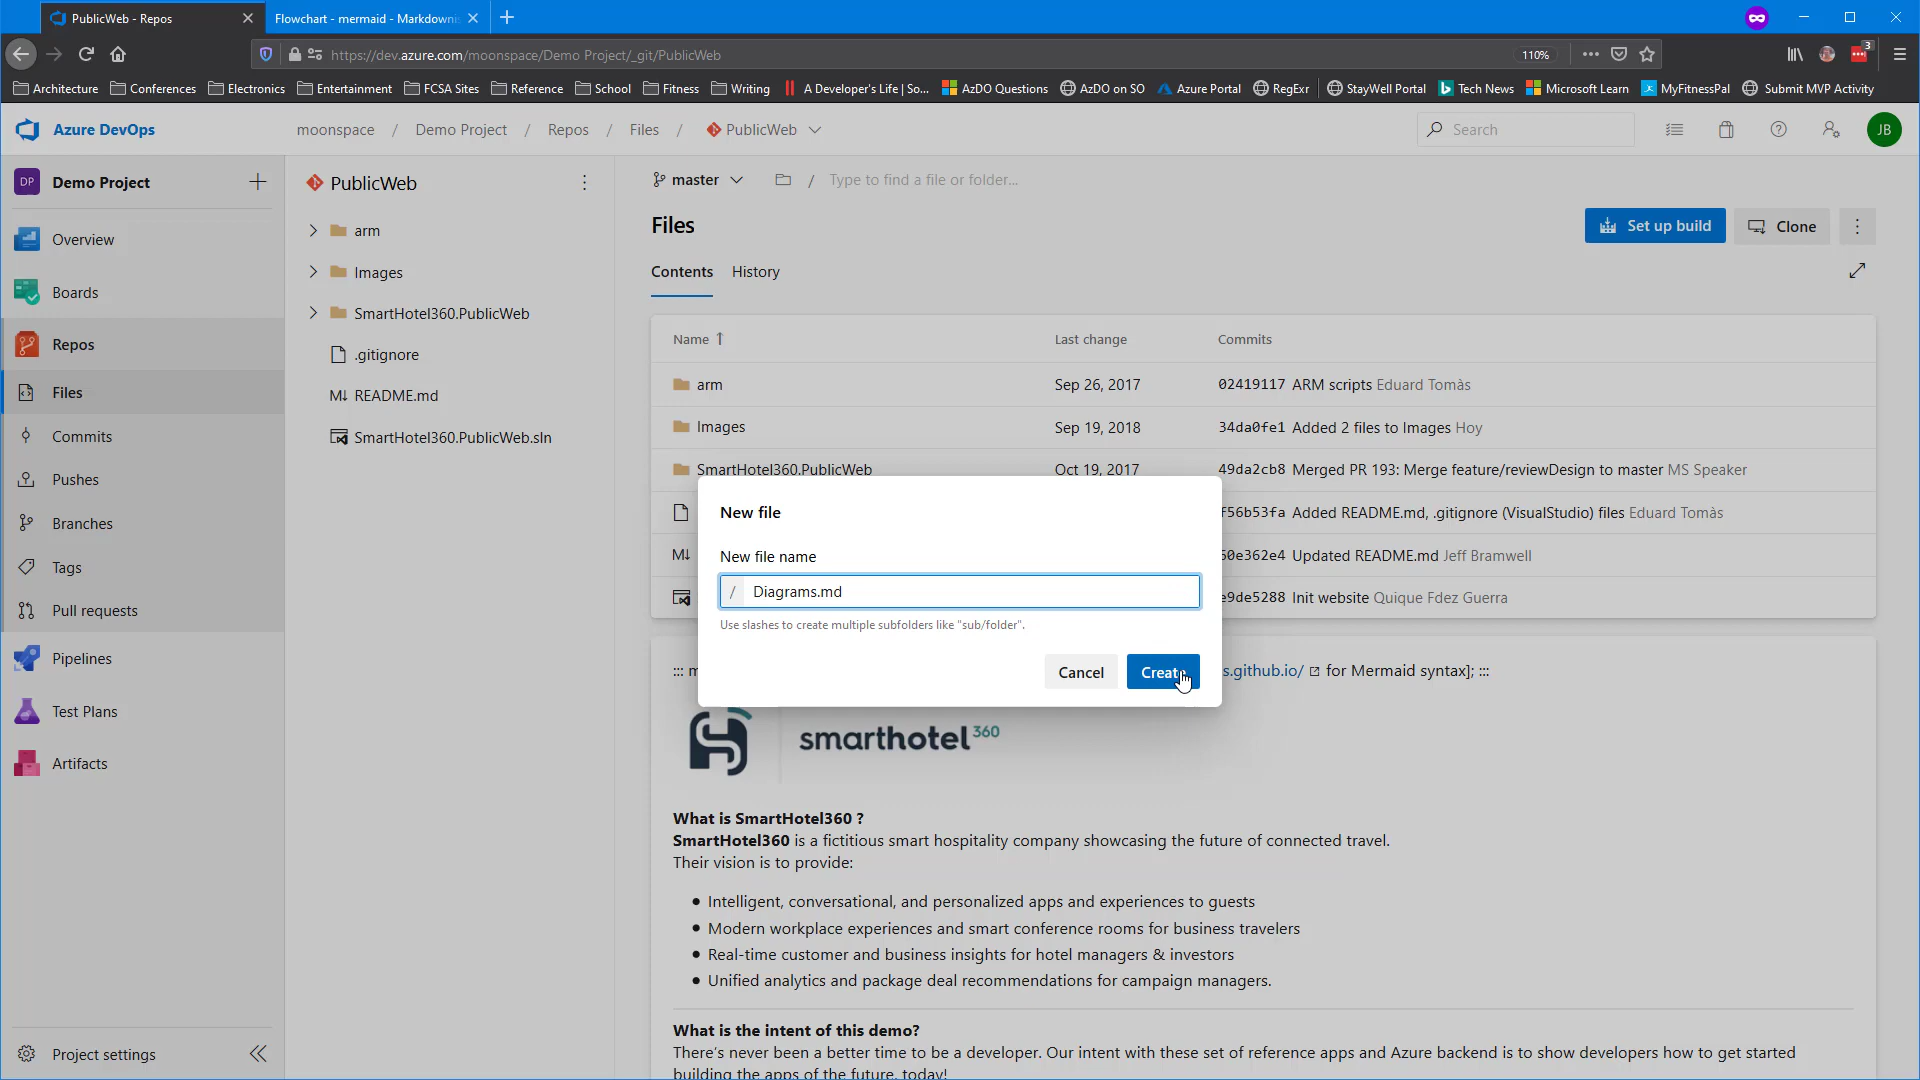 PublicWeb - Repos
Flowchart - mermaid - Markdownis
https://dev.azure.com/moonspace/Demo Project/_git/PublicWeb
110%
3
Architecture
Conferences
Electronics
Entertainment
FCSA Sites
Reference
School
Fitness
Writing
A Developer's Life | So...
AzDO Questions
AzDO on SO
Azure Portal
RegExr
StayWell Portal
Tech News
Microsoft Learn
MyFitnessPal
Submit MVP Activity
Azure DevOps
moonspace / Demo Project / Repos / Files / PublicWeb
Search
JB
DP Demo Project
Overview
Boards
Repos
Files
Commits
Pushes
Branches
Tags
Pull requests
Pipelines
Test Plans
Artifacts
Project settings
PublicWeb
arm
Images
SmartHotel360.PublicWeb
.gitignore
M↓ README.md
SmartHotel360.PublicWeb.sln
master / Type to find a file or folder...
Files
Set up build
Clone
Contents
History
Name ↑ Last change Commits
arm Sep 26, 2017 02419117 ARM scripts Eduard Tomàs
Images Sep 19, 2018 34da0fe1 Added 2 files to Images Hoy
SmartHotel360.PublicWeb Oct 19, 2017 49da2cb8 Merged PR 193: Merge feature/reviewDesign to master MS Speaker
f56b53fa Added README.md, .gitignore (VisualStudio) files Eduard Tomàs
M↓ 60e362e4 Updated README.md Jeff Bramwell
e9de5288 Init website Quique Fdez Guerra
New file
New file name
/ Diagrams.md
Use slashes to create multiple subfolders like "sub/folder".
Cancel
Create
::: m s.github.io/ for Mermaid syntax]; :::
smarthotel360
What is SmartHotel360 ?
SmartHotel360 is a fictitious smart hospitality company showcasing the future of connected travel.
Their vision is to provide:
• Intelligent, conversational, and personalized apps and experiences to guests
• Modern workplace experiences and smart conference rooms for business travelers
• Real-time customer and business insights for hotel managers & investors
• Unified analytics and package deal recommendations for campaign managers.
What is the intent of this demo?
There's never been a better time to be a developer. Our intent with these set of reference apps and Azure backend is to show developers how to get started
building the apps of the future, today!